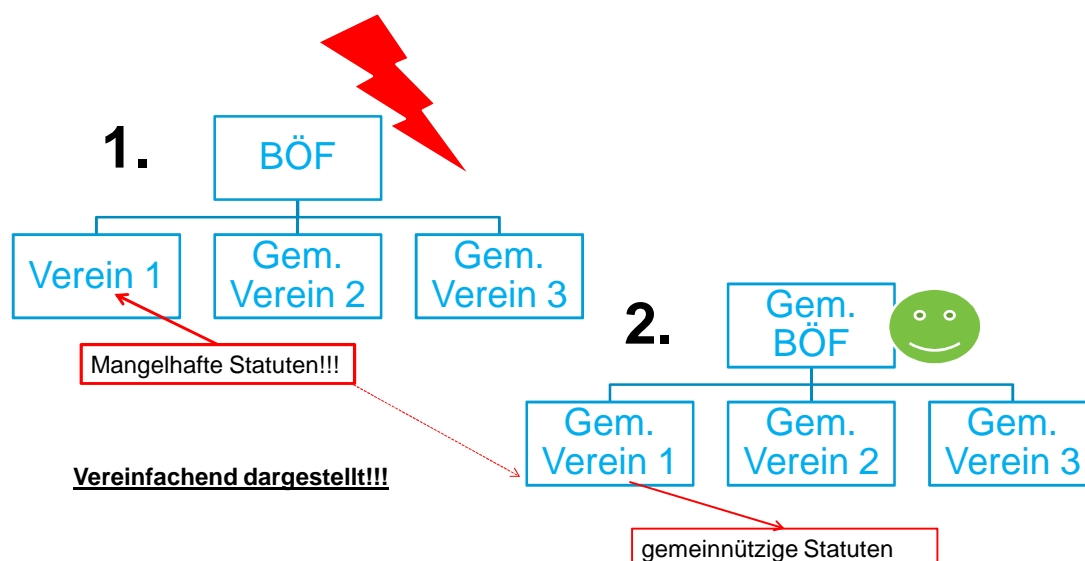 1.
BÖF
Verein 1
Gem.
Verein 2
Gem.
Verein 3
Mangelhafte Statuten!!!
2.
Gem.
BÖF
Gem.
Verein 1
Gem.
Verein 2
Gem.
Verein 3
Vereinfachend dargestellt!!!
gemeinnützige Statuten